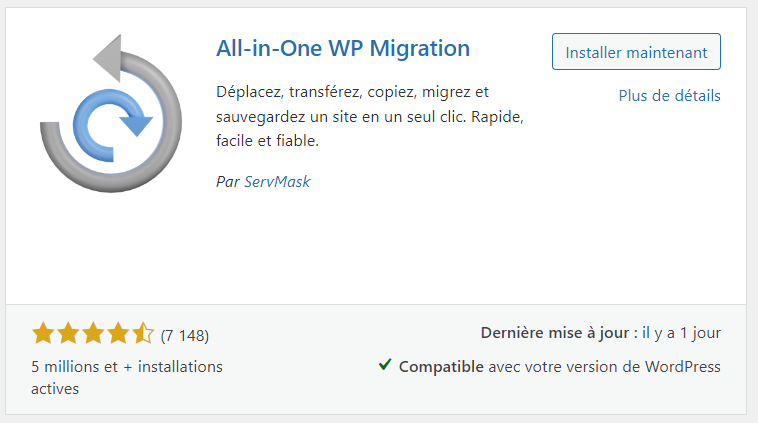 All-in-One WP Migration
Installer maintenant
Déplacez, transférez, copiez, migrez et
Plus de détails
sauvegardez un site en un seul clic. Rapide,
facile et fiable.
Par ServMask
(7 148)
Dernière mise à jour : il y a 1 jour
5 millions et + installations
actives
Compatible avec votre version de WordPress